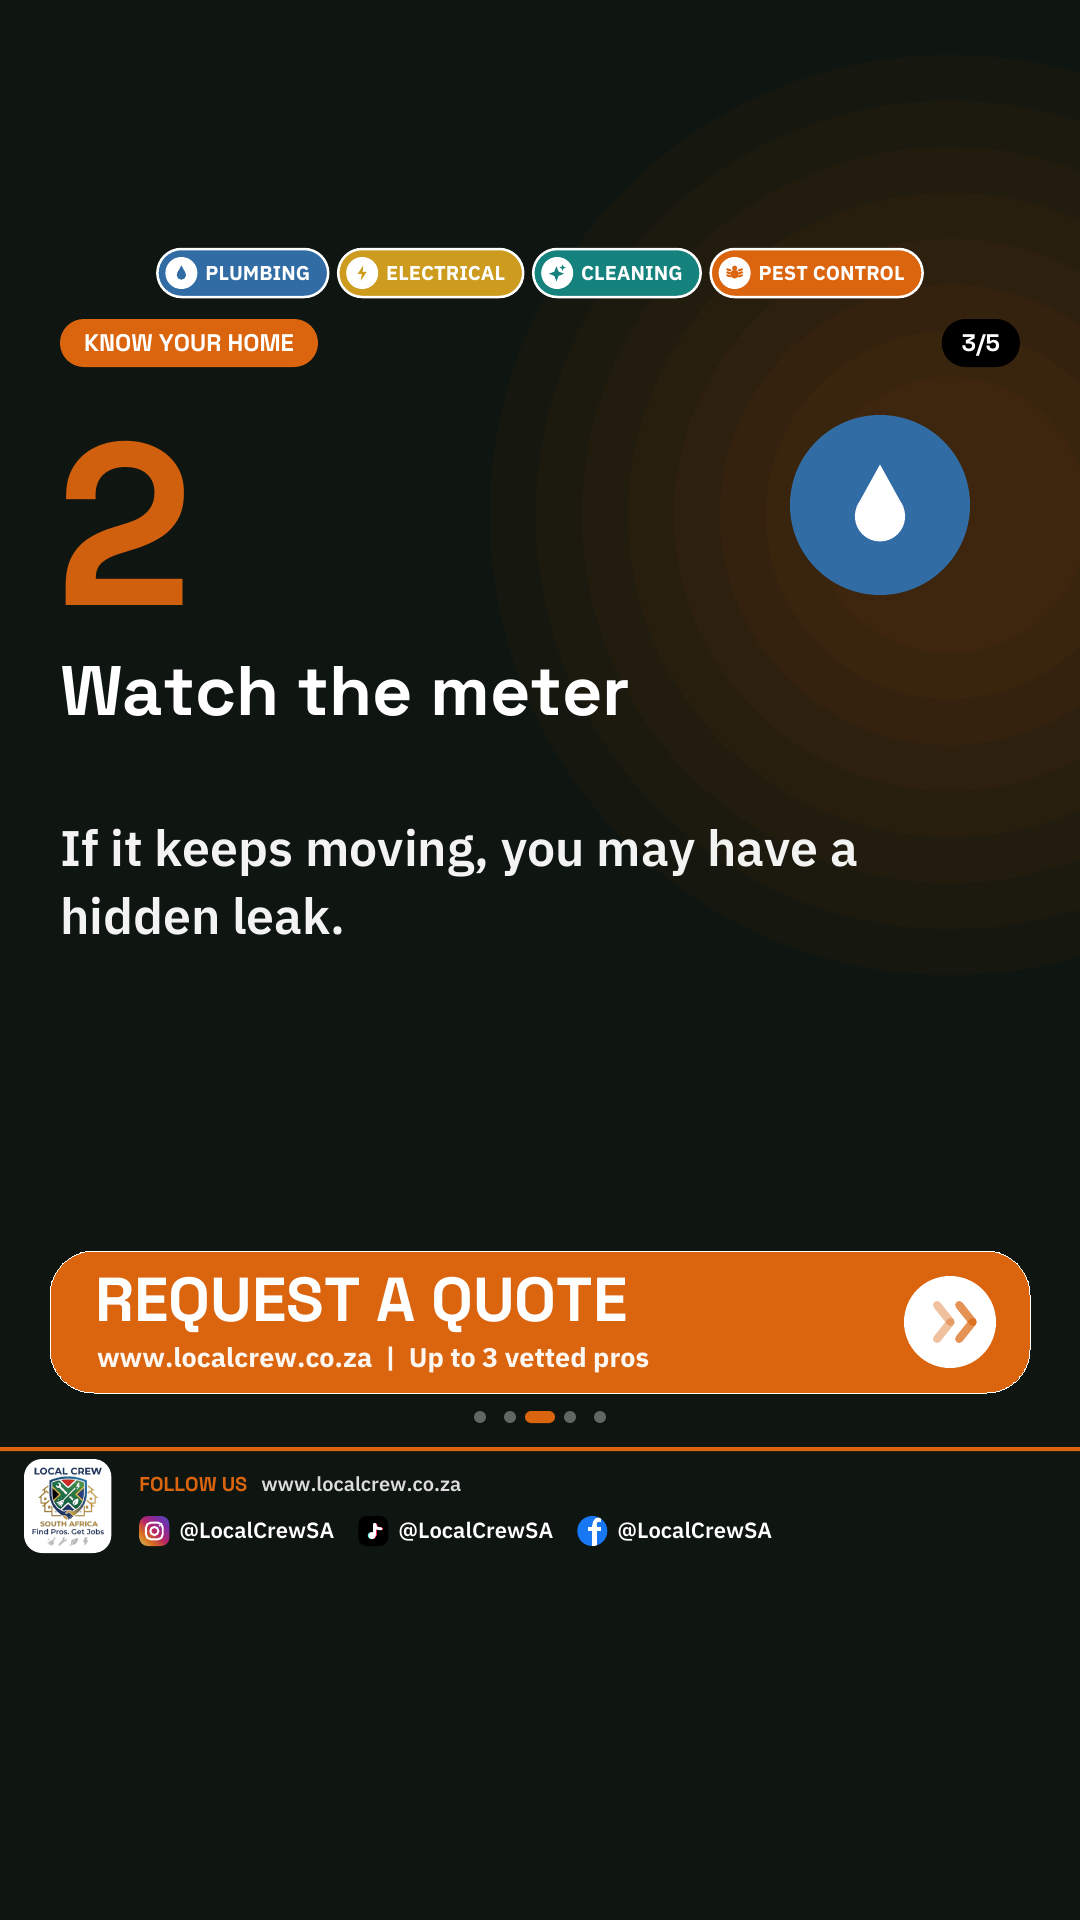 PLUMBING ELECTRICAL CLEANING PEST CONTROL
KNOW YOUR HOME 3/5
2
Watch the meter
If it keeps moving, you may have a
hidden leak.
REQUEST A QUOTE
www.localcrew.co.za | Up to 3 vetted pros
LOCAL CREW
SOUTH AFRICA
Find Pros. Get Jobs
FOLLOW US www.localcrew.co.za
@LocalCrewSA @LocalCrewSA @LocalCrewSA